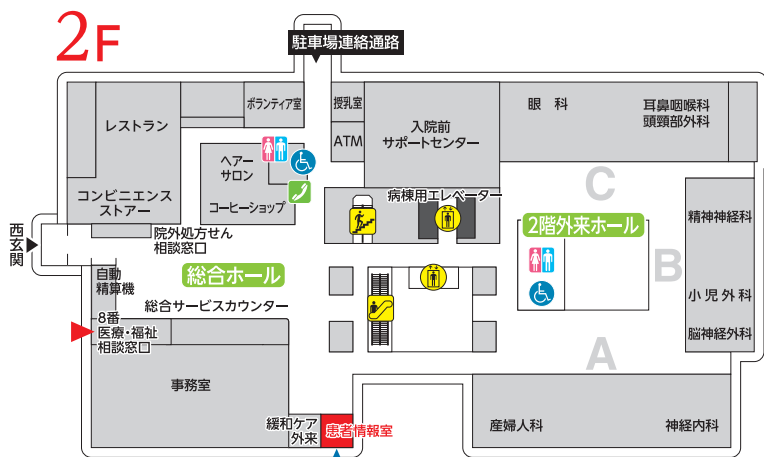 2F
駐車場連絡通路
ボランティア室
授乳室
レストラン
ATM
入院前
サポートセンター
眼 科
耳鼻咽喉科
頭頸部外科
ヘアー
サロン
コーヒーショップ
コンビニエンス
ストアー
病棟用エレベーター
C
精神神経科
2階外来ホール
西玄関
院外処方せん
相談窓口
総合ホール
B
自動
精算機
小児外科
総合サービスカウンター
8番
医療・福祉
相談窓口
脳神経外科
A
事務室
緩和ケア
外来
患者情報室
産婦人科
神経内科